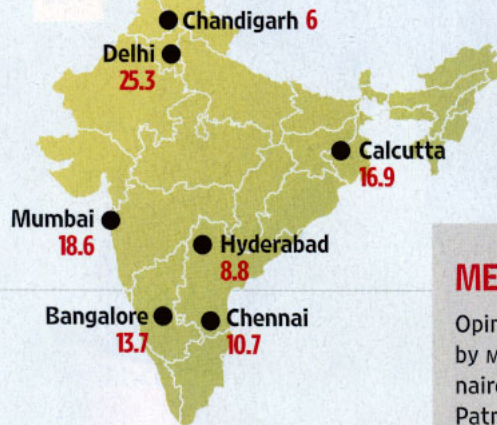 Chandigarh 6
Delhi
25.3
Calcutta
16.9
Mumbai
18.6
Hyderabad
8.8
Bangalore
13.7
Chennai
10.7
ME
Opin
by M
naire
Patr